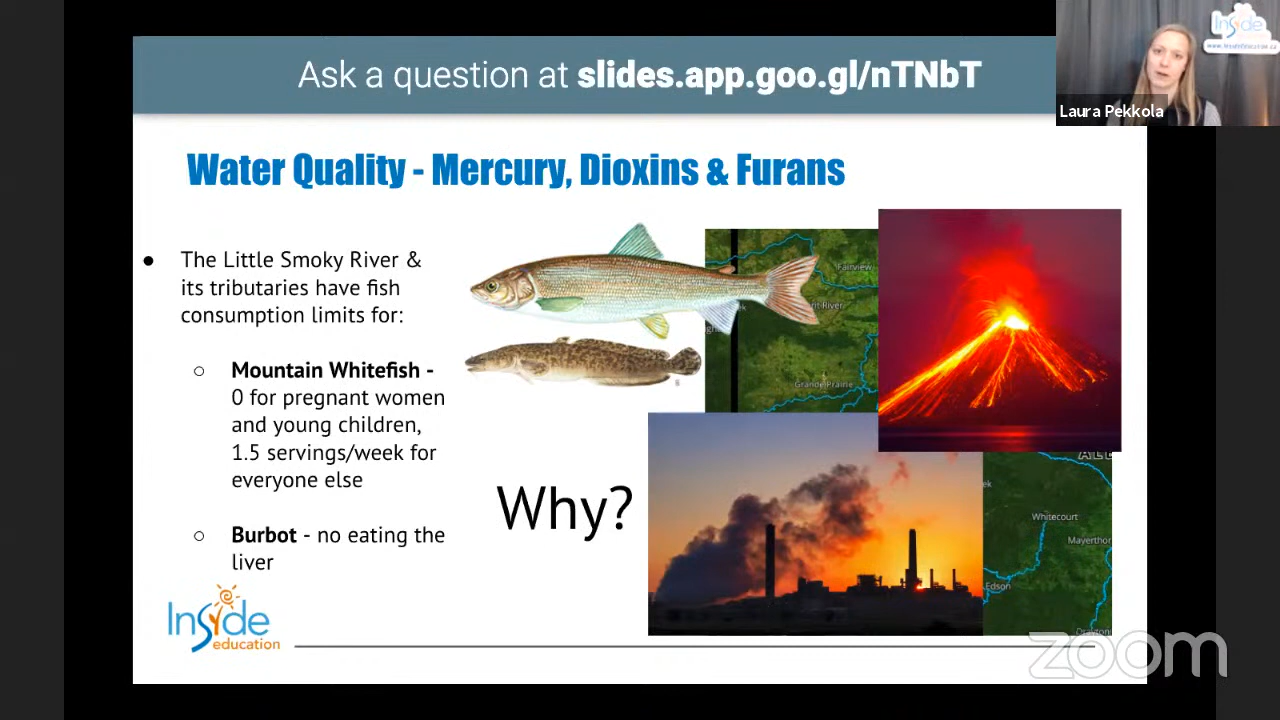 Ask a question at slides.app.goo.gl/nTNbT
Inside
Laura Pekkola
Water Quality - Mercury, Dioxins & Furans
● The Little Smoky River &
its tributaries have fish
consumption limits for:
○ Mountain Whitefish -
0 for pregnant women
and young children,
1.5 servings/week for
everyone else
○ Burbot - no eating the
liver
Why?
Fairview
Grande Prairie
Whitecourt
Mayerthor
Edson
Inside
education
zoom